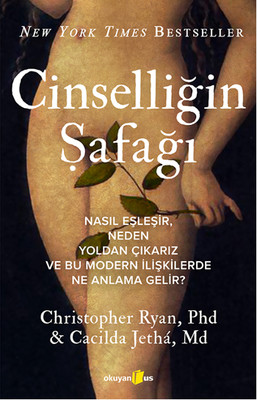 NEW YORK TIMES BESTSELLER
Cinselliğin
Şafağı
NASIL EŞLEŞİR,
NEDEN
YOLDAN ÇIKARIZ
VE BU MODERN İLİŞKİLERDE
NE ANLAMA GELİR?
Christopher Ryan, Phd
& Cacilda Jethá, Md
okuyan us